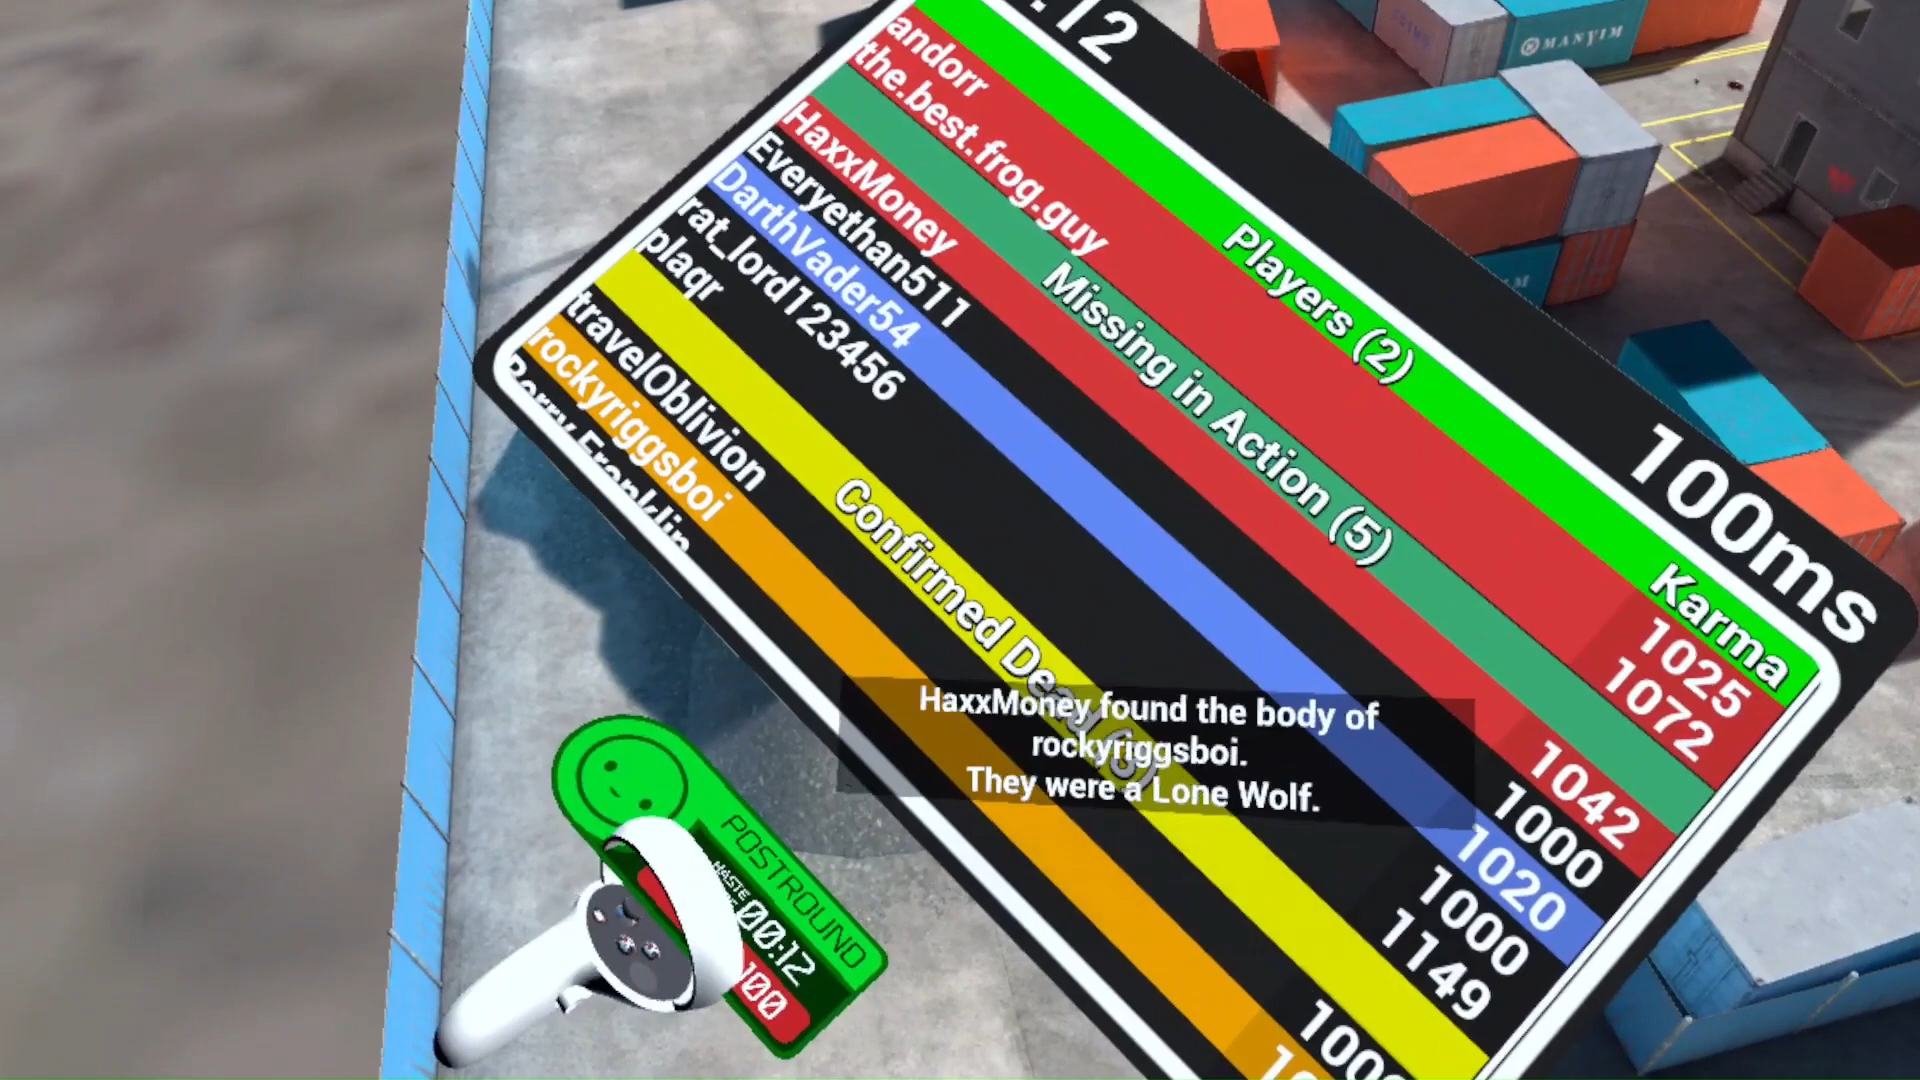 :12
100ms
Players (2) Karma
andorr 1025
the.best.frog.guy 1072
Missing in Action (5)
HaxxMoney 1042
Everyethan511 1000
DarthVader54 1020
rat_lord123456 1000
plaqr 1149
Confirmed Dead (3)
travelOblivion
rockyriggsboi
HaxxMoney found the body of
rockyriggsboi.
They were a Lone Wolf.
POSTROUND
HASTE
00:12
100
MANYIM